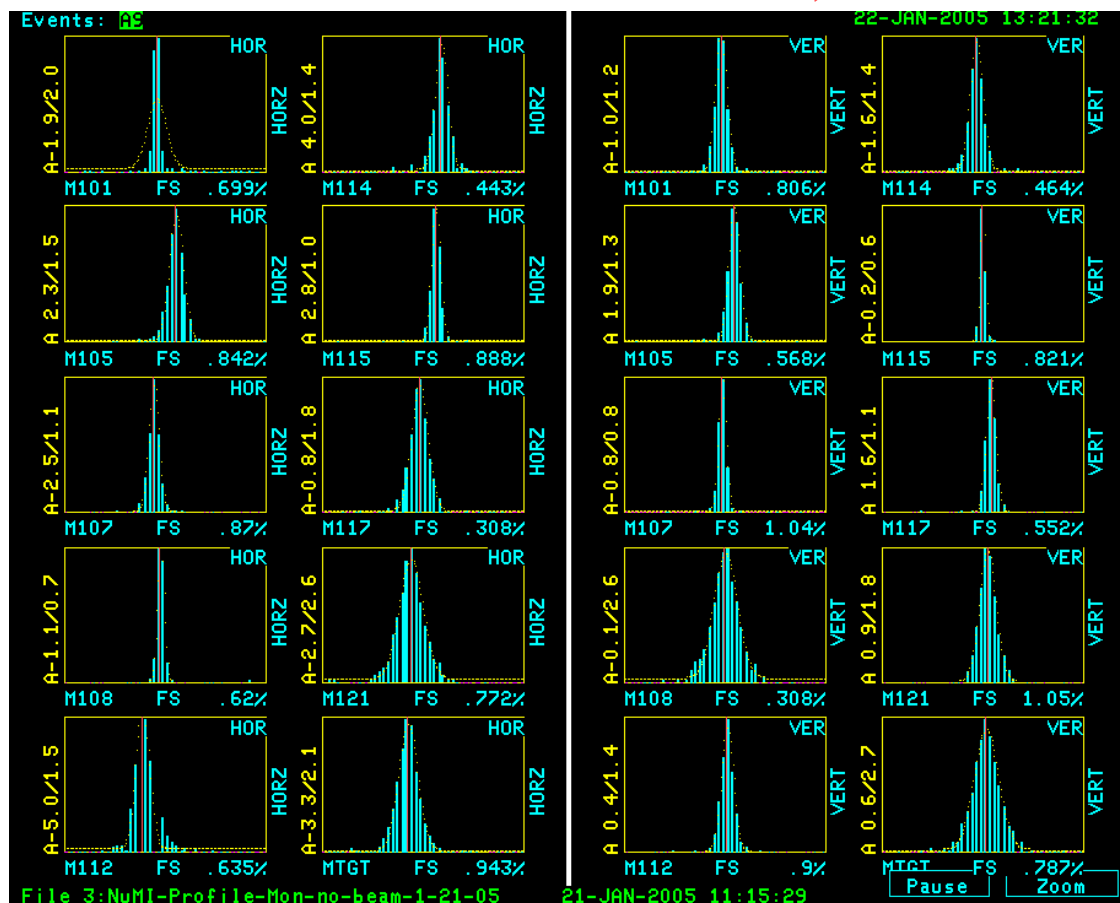 Events: A9 22-JAN-2005 13:21:32
HOR HOR VER VER
A-1.9/2.0 HORZ A 4.0/1.4 HORZ A-1.0/1.2 VERT A-1.6/1.4 VERT
M101 FS .699% M114 FS .443% M101 FS .806% M114 FS .464%
HOR HOR VER VER
A 2.3/1.5 HORZ A 2.8/1.0 HORZ A 1.9/1.3 VERT A-0.2/0.6 VERT
M105 FS .842% M115 FS .888% M105 FS .568% M115 FS .821%
HOR HOR VER VER
A-2.5/1.1 HORZ A-0.8/1.8 HORZ A-0.8/0.8 VERT A 1.6/1.1 VERT
M107 FS .87% M117 FS .308% M107 FS 1.04% M117 FS .552%
HOR HOR VER VER
A-1.1/0.7 HORZ A-2.7/2.6 HORZ A-0.1/2.6 VERT A 0.9/1.8 VERT
M108 FS .62% M121 FS .772% M108 FS .308% M121 FS 1.05%
HOR HOR VER VER
A-5.0/1.5 HORZ A-3.3/2.1 HORZ A 0.4/1.4 VERT A 0.6/2.7 VERT
M112 FS .635% MTGT FS .943% M112 FS .9% MTGT FS .787%
Pause Zoom
File 3:NuMI-Profile-Mon-no-beam-1-21-05 21-JAN-2005 11:15:29